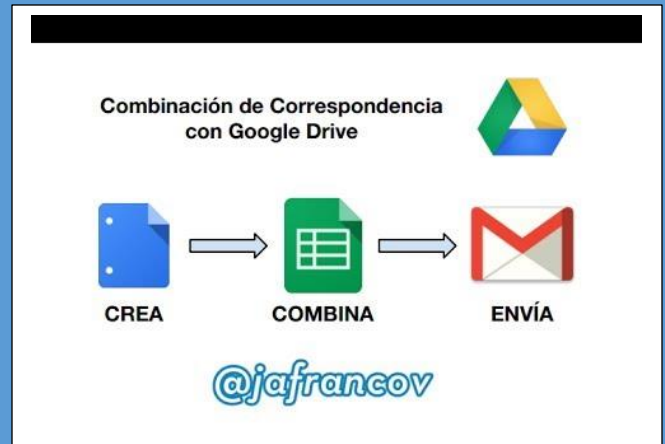 Combinación de Correspondencia
con Google Drive
CREA
COMBINA
ENVÍA
@jafrancov